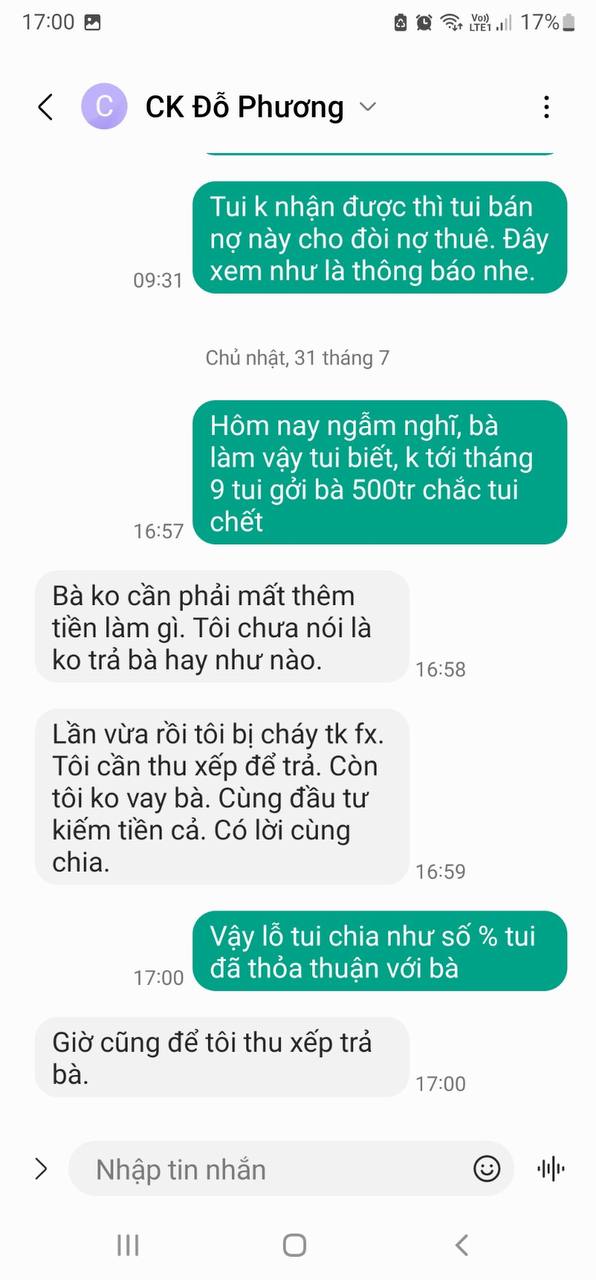 17:00
Vo)) LTE1 17%
C CK Đỗ Phương
Tui k nhận được thì tui bán
nợ này cho đòi nợ thuê. Đây
xem như là thông báo nhe.
09:31
Chủ nhật, 31 tháng 7
Hôm nay ngẫm nghĩ, bà
làm vậy tui biết, k tới tháng
9 tui gởi bà 500tr chắc tui
chết
16:57
Bà ko cần phải mất thêm
tiền làm gì. Tôi chưa nói là
ko trả bà hay như nào.
16:58
Lần vừa rồi tôi bị cháy tk fx.
Tôi cần thu xếp để trả. Còn
tôi ko vay bà. Cùng đầu tư
kiếm tiền cả. Có lời cùng
chia.
16:59
Vậy lỗ tui chia như số % tui
đã thỏa thuận với bà
17:00
Giờ cũng để tôi thu xếp trả
bà.
17:00
Nhập tin nhắn